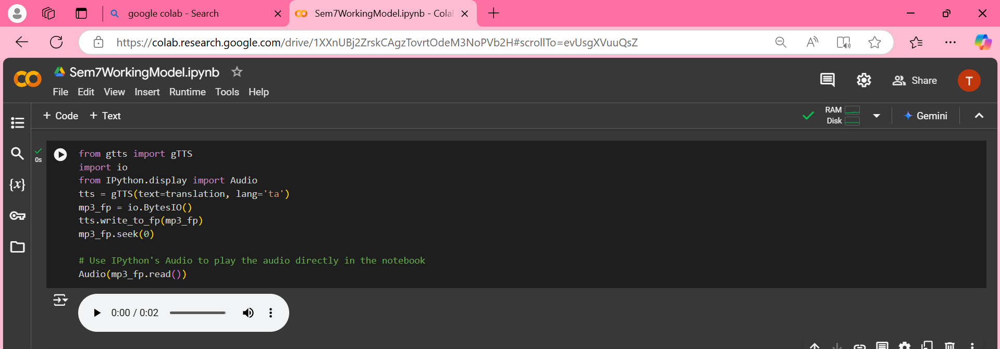 google colab - Search
Sem7WorkingModel.ipynb - Cola
https://colab.research.google.com/drive/1XXnUBj2ZrskCAgzTovrtOdeM3NoPVb2H#scrollTo=evUsgXVuuQsZ
Sem7WorkingModel.ipynb
File Edit View Insert Runtime Tools Help
Share
T
+ Code + Text
RAM
Disk
Gemini
0s
from gtts import gTTS
import io
from IPython.display import Audio
tts = gTTS(text=translation, lang='ta')
mp3_fp = io.BytesIO()
tts.write_to_fp(mp3_fp)
mp3_fp.seek(0)
# Use IPython's Audio to play the audio directly in the notebook
Audio(mp3_fp.read())
0:00 / 0:02